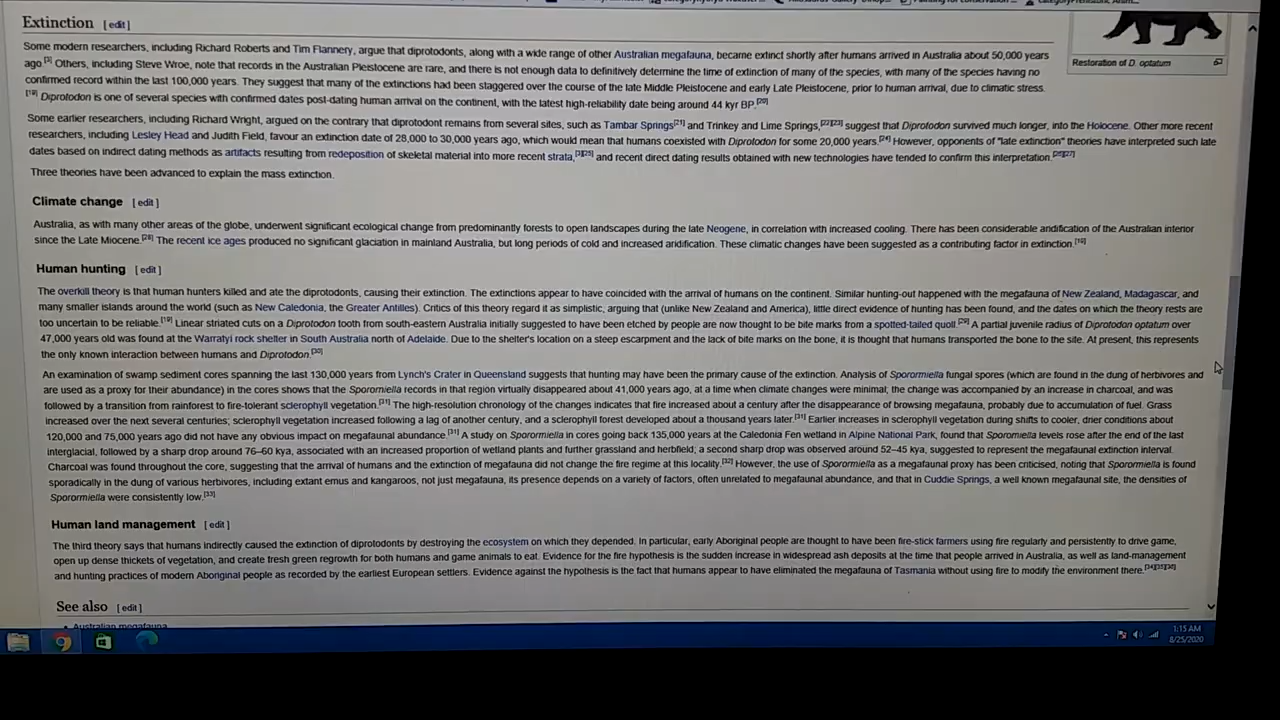 Extinction [ edit ]
Restoration of D. optatum
Some modern researchers, including Richard Roberts and Tim Flannery, argue that diprotodonts, along with a wide range of other Australian megafauna, became extinct shortly after humans arrived in Australia about 50,000 years
ago.[3] Others, including Steve Wroe, note that records in the Australian Pleistocene are rare, and there is not enough data to definitively determine the time of extinction of many of the species, with many of the species having no
confirmed record within the last 100,000 years. They suggest that many of the extinctions had been staggered over the course of the late Middle Pleistocene and early Late Pleistocene, prior to human arrival, due to climatic stress.
[19] Diprotodon is one of several species with confirmed dates post-dating human arrival on the continent, with the latest high-reliability date being around 44 kyr BP.[20]
Some earlier researchers, including Richard Wright, argued on the contrary that diprotodont remains from several sites, such as Tambar Springs[21] and Trinkey and Lime Springs,[22][23] suggest that Diprotodon survived much longer, into the Holocene. Other more recent
researchers, including Lesley Head and Judith Field, favour an extinction date of 28,000 to 30,000 years ago, which would mean that humans coexisted with Diprotodon for some 20,000 years.[24] However, opponents of "late extinction" theories have interpreted such late
dates based on indirect dating methods as artifacts resulting from redeposition of skeletal material into more recent strata,[3][25] and recent direct dating results obtained with new technologies have tended to confirm this interpretation.[26][27]
Three theories have been advanced to explain the mass extinction.
Climate change [ edit ]
Australia, as with many other areas of the globe, underwent significant ecological change from predominantly forests to open landscapes during the late Neogene, in correlation with increased cooling. There has been considerable aridification of the Australian interior
since the Late Miocene.[28] The recent ice ages produced no significant glaciation in mainland Australia, but long periods of cold and increased aridification. These climatic changes have been suggested as a contributing factor in extinction.[19]
Human hunting [ edit ]
The overkill theory is that human hunters killed and ate the diprotodonts, causing their extinction. The extinctions appear to have coincided with the arrival of humans on the continent. Similar hunting-out happened with the megafauna of New Zealand, Madagascar, and
many smaller islands around the world (such as New Caledonia, the Greater Antilles). Critics of this theory regard it as simplistic, arguing that (unlike New Zealand and America), little direct evidence of hunting has been found, and the dates on which the theory rests are
too uncertain to be reliable.[19] Linear striated cuts on a Diprotodon tooth from south-eastern Australia initially suggested to have been etched by people are now thought to be bite marks from a spotted-tailed quoll.[29] A partial juvenile radius of Diprotodon optatum over
47,000 years old was found at the Warratyi rock shelter in South Australia north of Adelaide. Due to the shelter's location on a steep escarpment and the lack of bite marks on the bone, it is thought that humans transported the bone to the site. At present, this represents
the only known interaction between humans and Diprotodon.[30]
An examination of swamp sediment cores spanning the last 130,000 years from Lynch's Crater in Queensland suggests that hunting may have been the primary cause of the extinction. Analysis of Sporormiella fungal spores (which are found in the dung of herbivores and
are used as a proxy for their abundance) in the cores shows that the Sporormiella records in that region virtually disappeared about 41,000 years ago, at a time when climate changes were minimal; the change was accompanied by an increase in charcoal, and was
followed by a transition from rainforest to fire-tolerant sclerophyll vegetation.[31] The high-resolution chronology of the changes indicates that fire increased about a century after the disappearance of browsing megafauna, probably due to accumulation of fuel. Grass
increased over the next several centuries; sclerophyll vegetation increased following a lag of another century, and a sclerophyll forest developed about a thousand years later.[31] Earlier increases in sclerophyll vegetation during shifts to cooler, drier conditions about
120,000 and 75,000 years ago did not have any obvious impact on megafaunal abundance.[31] A study on Sporormiella in cores going back 135,000 years at the Caledonia Fen wetland in Alpine National Park, found that Sporomiella levels rose after the end of the last
interglacial, followed by a sharp drop around 76–60 kya, associated with an increased proportion of wetland plants and further grassland and herbfield; a second sharp drop was observed around 52–45 kya, suggested to represent the megafaunal extinction interval.
Charcoal was found throughout the core, suggesting that the arrival of humans and the extinction of megafauna did not change the fire regime at this locality.[32] However, the use of Sporormiella as a megafaunal proxy has been criticised, noting that Sporormiella is found
sporadically in the dung of various herbivores, including extant emus and kangaroos, not just megafauna, its presence depends on a variety of factors, often unrelated to megafaunal abundance, and that in Cuddie Springs, a well known megafaunal site, the densities of
Sporormiella were consistently low.[33]
Human land management [ edit ]
The third theory says that humans indirectly caused the extinction of diprotodonts by destroying the ecosystem on which they depended. In particular, early Aboriginal people are thought to have been fire-stick farmers using fire regularly and persistently to drive game,
open up dense thickets of vegetation, and create fresh green regrowth for both humans and game animals to eat. Evidence for the fire hypothesis is the sudden increase in widespread ash deposits at the time that people arrived in Australia, as well as land-management
and hunting practices of modern Aboriginal people as recorded by the earliest European settlers. Evidence against the hypothesis is the fact that humans appear to have eliminated the megafauna of Tasmania without using fire to modify the environment there.[34][35][36]
See also [ edit ]
• Australian megafauna
1:15 AM
8/25/2020